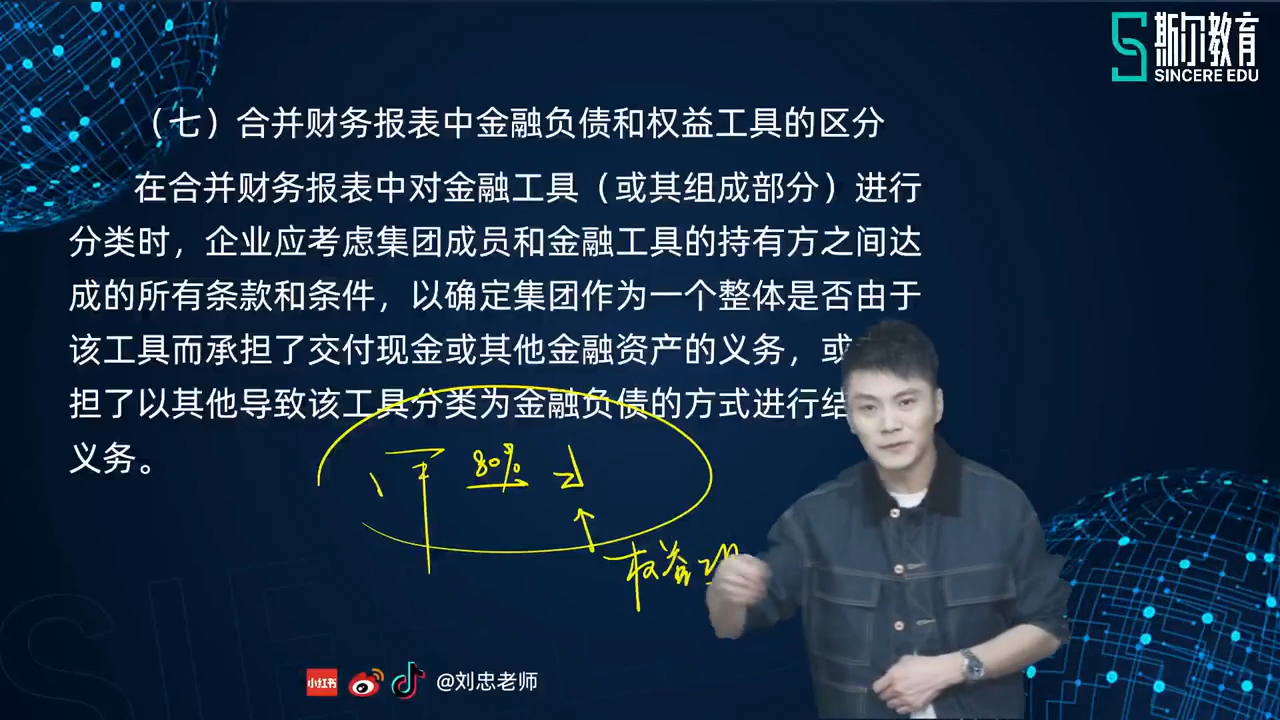 斯尔教育
SINCERE EDU
（七）合并财务报表中金融负债和权益工具的区分
在合并财务报表中对金融工具（或其组成部分）进行
分类时，企业应考虑集团成员和金融工具的持有方之间达
成的所有条款和条件，以确定集团作为一个整体是否由于
该工具而承担了交付现金或其他金融资产的义务，或
担了以其他导致该工具分类为金融负债的方式进行结
义务。
80%
权益
小红书
@刘忠老师